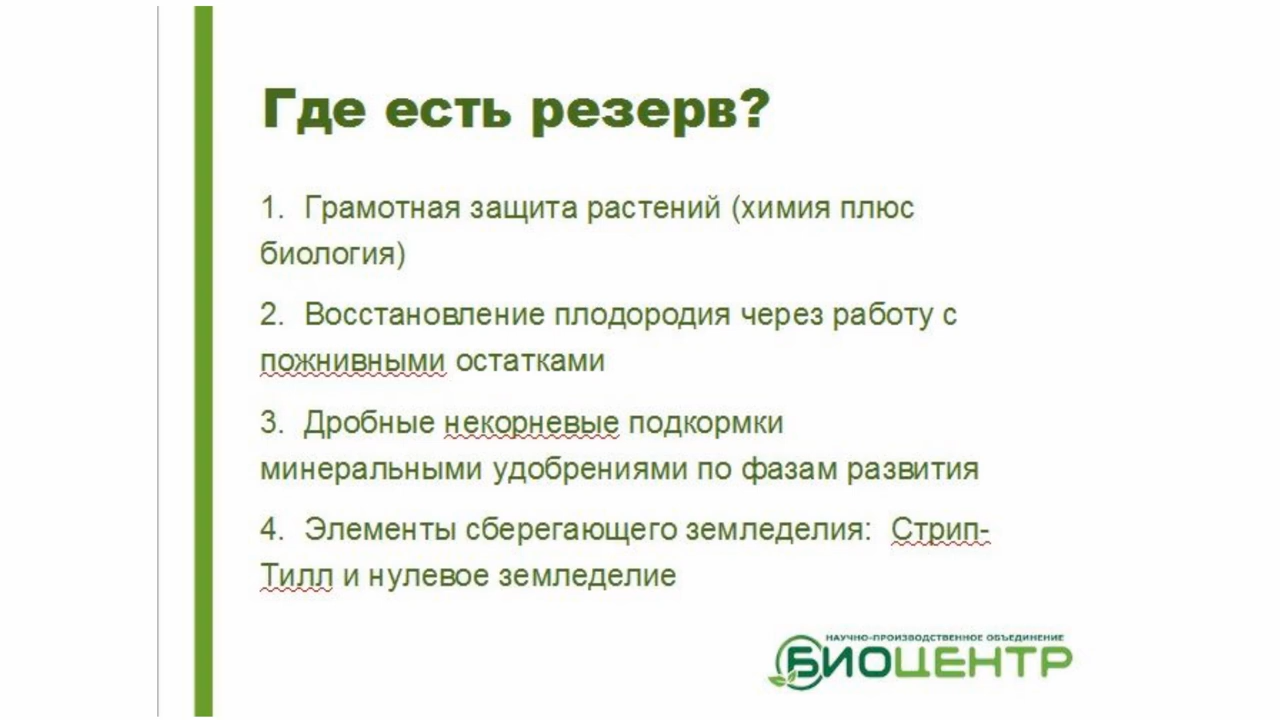 Где есть резерв?
1. Грамотная защита растений (химия плюс
биология)
2. Восстановление плодородия через работу с
пожнивными остатками
3. Дробные некорневые подкормки
минеральными удобрениями по фазам развития
4. Элементы сберегающего земледелия: Стрип-
Тилл и нулевое земледелие
НАУЧНО-ПРОИЗВОДСТВЕННОЕ ОБЪЕДИНЕНИЕ
БИОЦЕНТР